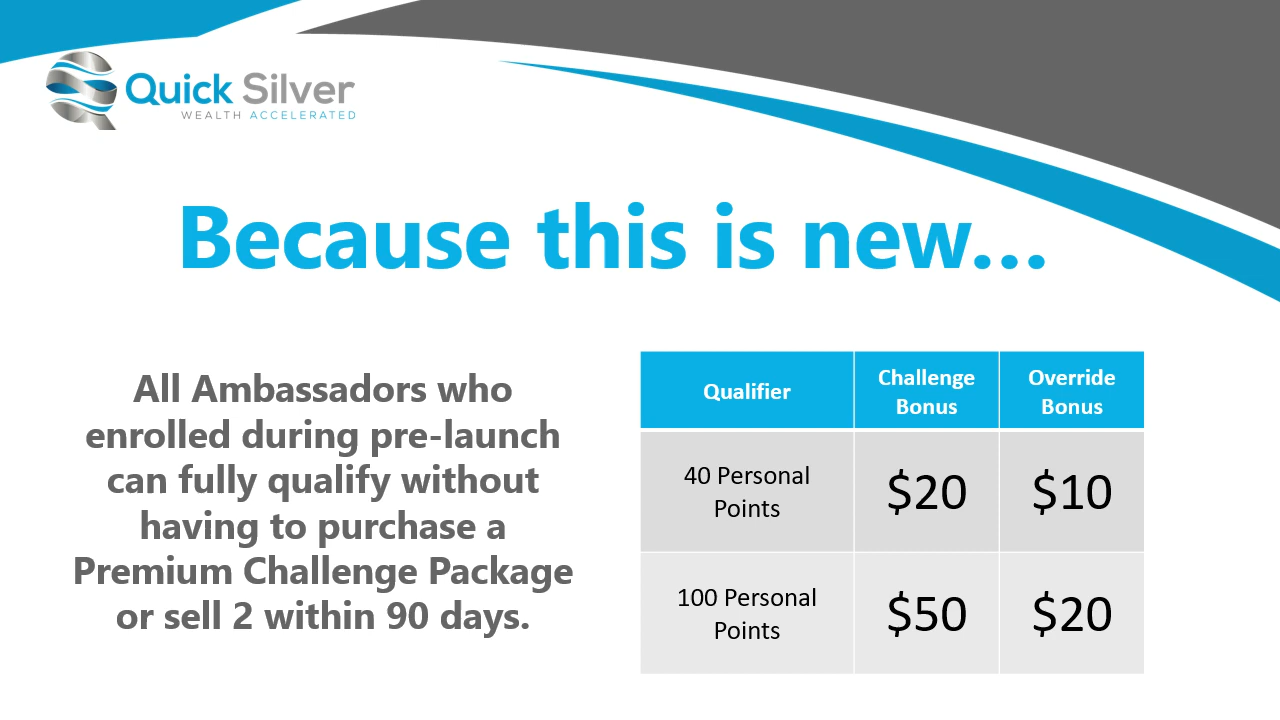 Quick Silver
WEALTH ACCELERATED
Because this is new...
All Ambassadors who
enrolled during pre-launch
can fully qualify without
having to purchase a
Premium Challenge Package
or sell 2 within 90 days.
Qualifier
Challenge
Bonus
Override
Bonus
40 Personal
Points
$20
$10
100 Personal
Points
$50
$20